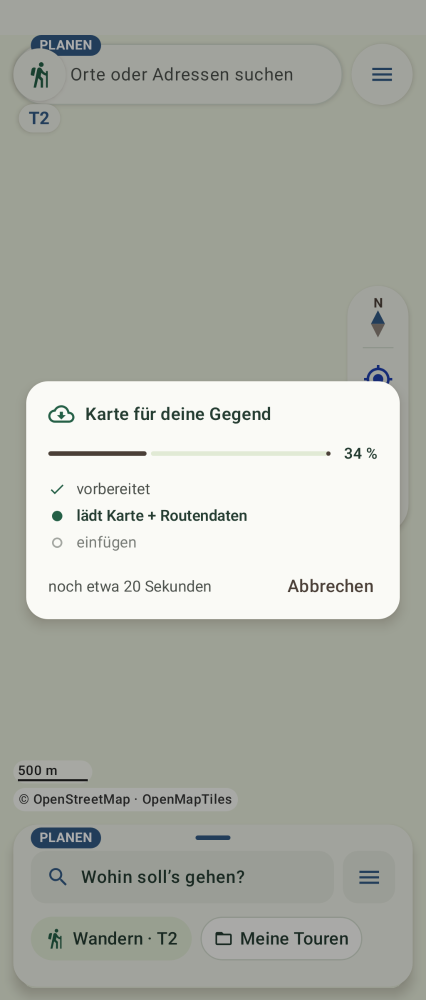 PLANEN
Orte oder Adressen suchen
T2
N
Karte für deine Gegend
34 %
vorbereitet
lädt Karte + Routendaten
einfügen
noch etwa 20 Sekunden
Abbrechen
500 m
© OpenStreetMap · OpenMapTiles
PLANEN
Wohin soll’s gehen?
Wandern · T2
Meine Touren